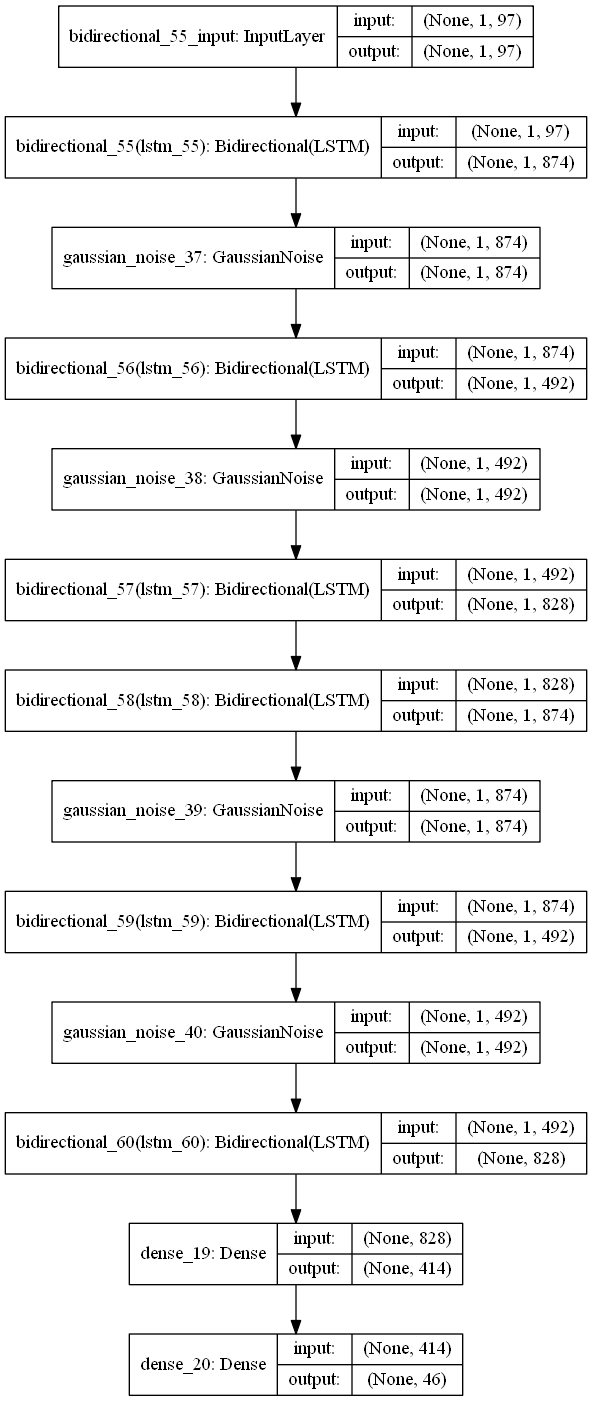 bidirectional_55_input: InputLayer
input: (None, 1, 97)
output: (None, 1, 97)
bidirectional_55(lstm_55): Bidirectional(LSTM)
input: (None, 1, 97)
output: (None, 1, 874)
gaussian_noise_37: GaussianNoise
input: (None, 1, 874)
output: (None, 1, 874)
bidirectional_56(lstm_56): Bidirectional(LSTM)
input: (None, 1, 874)
output: (None, 1, 492)
gaussian_noise_38: GaussianNoise
input: (None, 1, 492)
output: (None, 1, 492)
bidirectional_57(lstm_57): Bidirectional(LSTM)
input: (None, 1, 492)
output: (None, 1, 828)
bidirectional_58(lstm_58): Bidirectional(LSTM)
input: (None, 1, 828)
output: (None, 1, 874)
gaussian_noise_39: GaussianNoise
input: (None, 1, 874)
output: (None, 1, 874)
bidirectional_59(lstm_59): Bidirectional(LSTM)
input: (None, 1, 874)
output: (None, 1, 492)
gaussian_noise_40: GaussianNoise
input: (None, 1, 492)
output: (None, 1, 492)
bidirectional_60(lstm_60): Bidirectional(LSTM)
input: (None, 1, 492)
output: (None, 828)
dense_19: Dense
input: (None, 828)
output: (None, 414)
dense_20: Dense
input: (None, 414)
output: (None, 46)